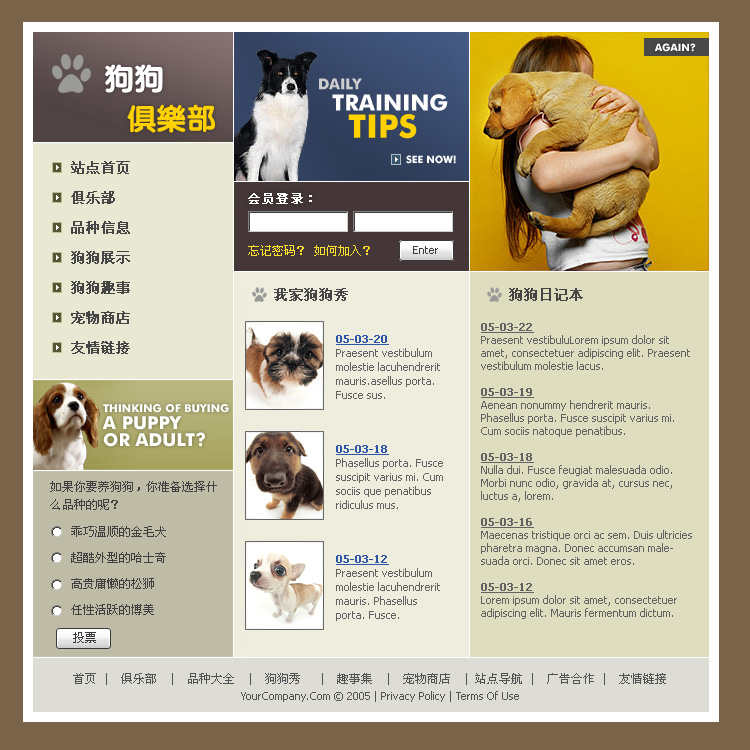 狗狗
俱樂部
站点首页
俱乐部
品种信息
狗狗展示
狗狗趣事
宠物商店
友情链接
THINKING OF BUYING
A PUPPY
OR ADULT?
如果你要养狗狗，你准备选择什
么品种的呢？
乖巧温顺的金毛犬
超酷外型的哈士奇
高贵庸懒的松狮
任性活跃的博美
投票
DAILY
TRAINING
TIPS
SEE NOW!
会员登录：
忘记密码？ 如何加入？
Enter
AGAIN?
我家狗狗秀
05-03-20
Praesent vestibulum
molestie lacuhendrerit
mauris.asellus porta.
Fusce sus.
05-03-18
Phasellus porta. Fusce
suscipit varius mi. Cum
sociis que penatibus
ridiculus mus.
05-03-12
Praesent vestibulum
molestie lacuhendrerit
mauris. Phasellus
porta. Fusce.
狗狗日记本
05-03-22
Praesent vestibuluLorem ipsum dolor sit
amet, consectetuer adipiscing elit. Praesent
vestibulum molestie lacus.
05-03-19
Aenean nonummy hendrerit mauris.
Phasellus porta. Fusce suscipit varius mi.
Cum sociis natoque penatibus.
05-03-18
Nulla dui. Fusce feugiat malesuada odio.
Morbi nunc odio, gravida at, cursus nec,
luctus a, lorem.
05-03-16
Maecenas tristique orci ac sem. Duis ultricies
pharetra magna. Donec accumsan male-
suada orci. Donec sit amet eros.
05-03-12
Lorem ipsum dolor sit amet, consectetuer
adipiscing elit. Mauris fermentum dictum.
首页 | 俱乐部 | 品种大全 | 狗狗秀 | 趣事集 | 宠物商店 | 站点导航 | 广告合作 | 友情链接
YourCompany.Com © 2005 | Privacy Policy | Terms Of Use